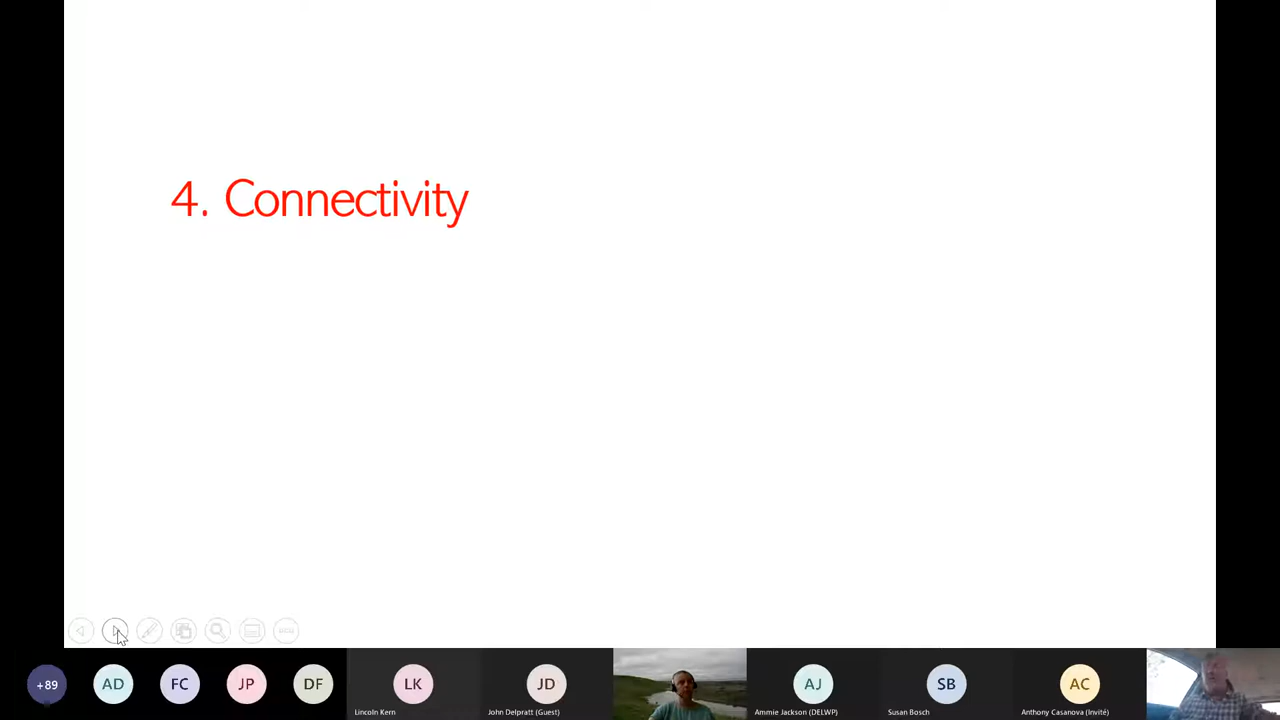 4. Connectivity
+89
AD
FC
JP
DF
LK
JD
AJ
SB
AC
Lincoln Kern
John Delpratt (Guest)
Ammie Jackson (DELWP)
Susan Bosch
Anthony Casanova (Invité)